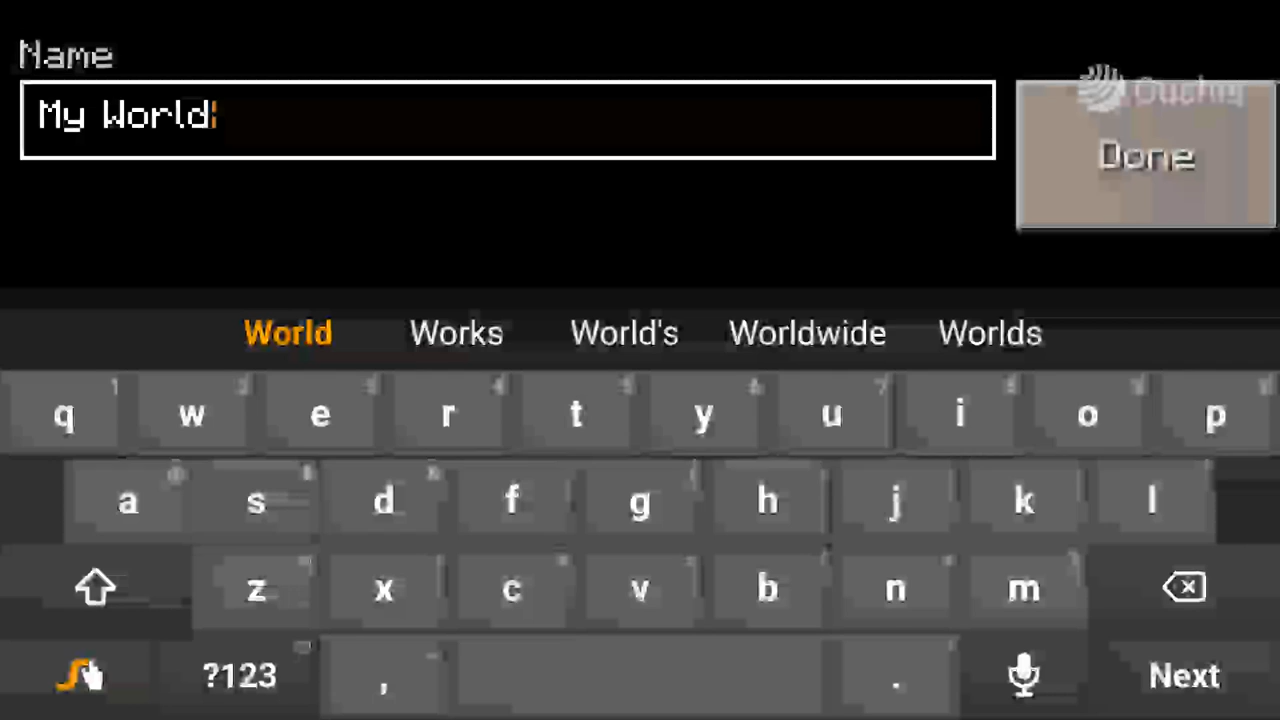 Name
My World
Done
World Works World's Worldwide Worlds
q w e r t y u i o p
a s d f g h j k l
z x c v b n m
?123 , . Next